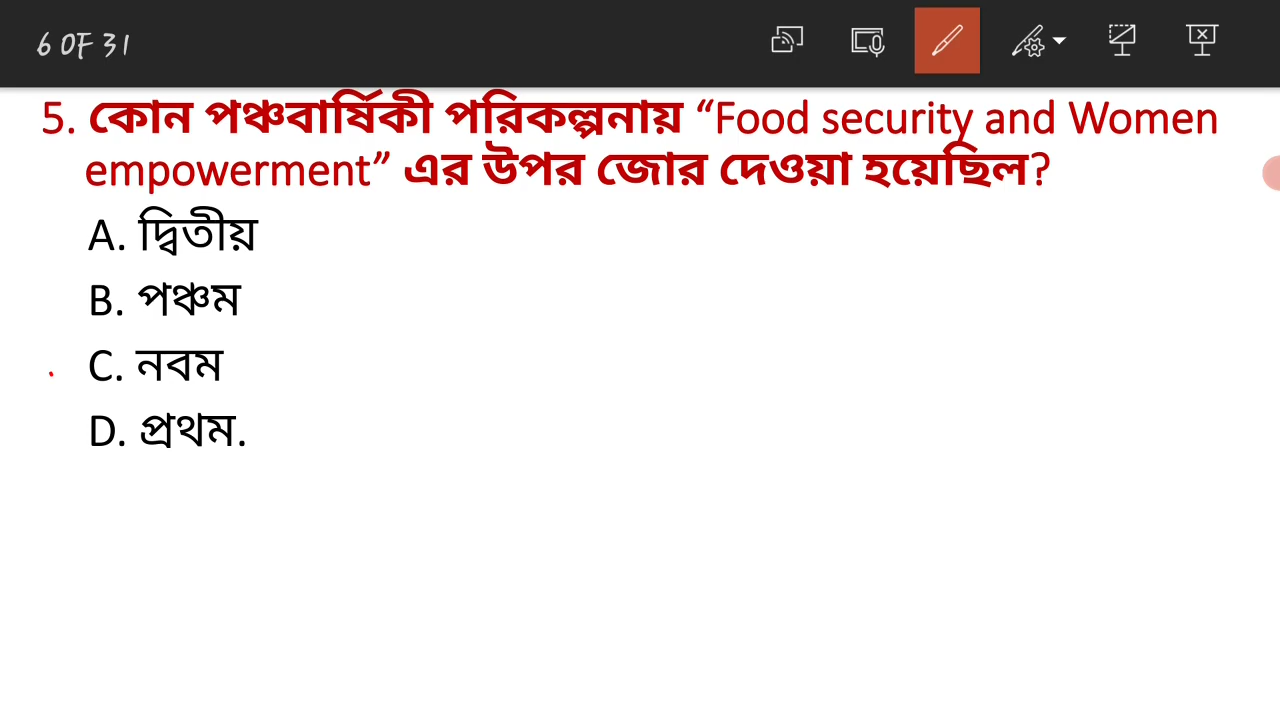 6 OF 31
5. কোন পঞ্চবার্ষিকী পরিকল্পনায় “Food security and Women
empowerment” এর উপর জোর দেওয়া হয়েছিল?
A. দ্বিতীয়
B. পঞ্চম
C. নবম
D. প্রথম.